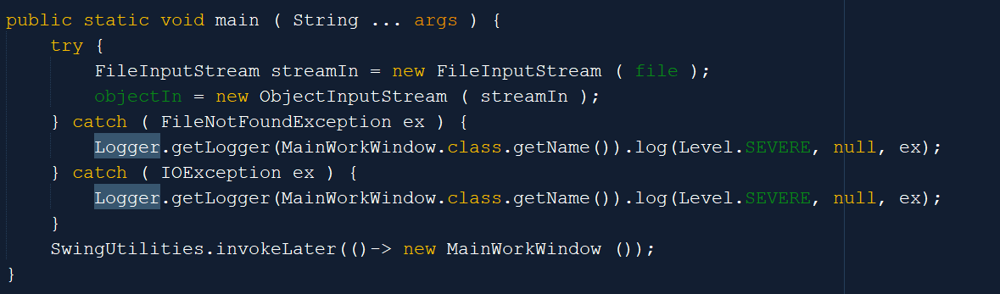 public static void main ( String ... args ) {
    try {
        FileInputStream streamIn = new FileInputStream ( file );
        objectIn = new ObjectInputStream ( streamIn );
    } catch ( FileNotFoundException ex ) {
        Logger.getLogger(MainWorkWindow.class.getName()).log(Level.SEVERE, null, ex);
    } catch ( IOException ex ) {
        Logger.getLogger(MainWorkWindow.class.getName()).log(Level.SEVERE, null, ex);
    }
    SwingUtilities.invokeLater(()-> new MainWorkWindow ());
}